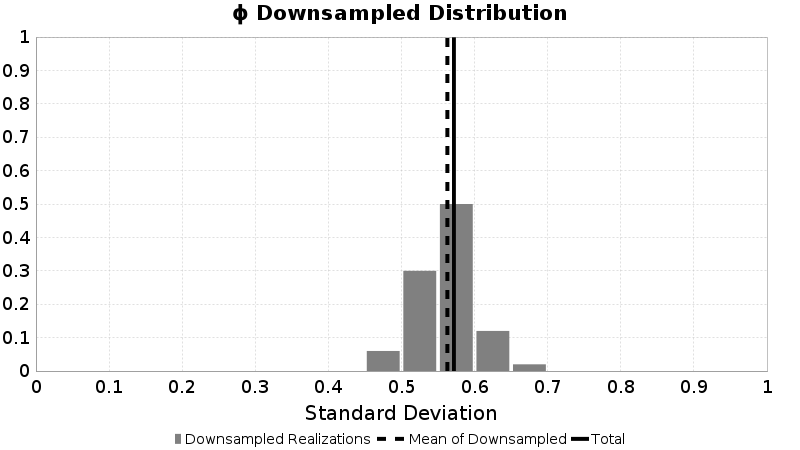 ϕ Downsampled Distribution
1
0.9
0.8
0.7
0.6
0.5
0.4
0.3
0.2
0.1
0
0 0.1 0.2 0.3 0.4 0.5 0.6 0.7 0.8 0.9 1
Standard Deviation
Downsampled Realizations Mean of Downsampled Total